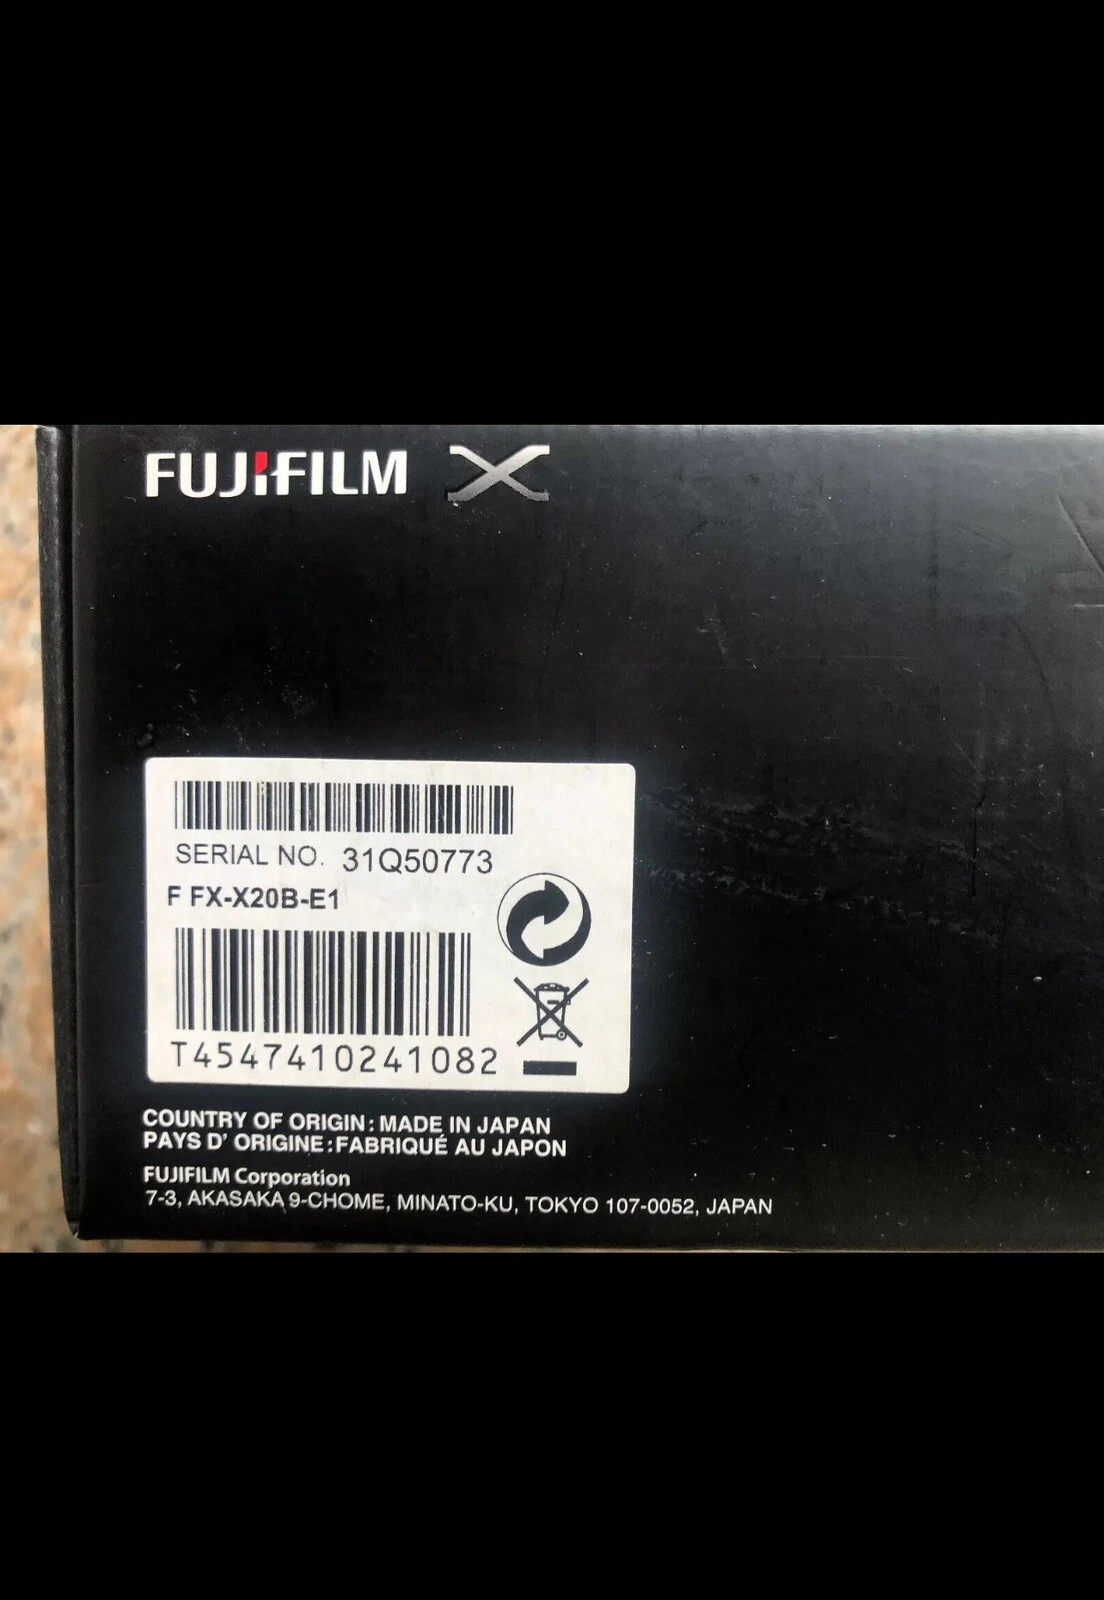 FUJIFILM X
SERIAL NO. 31Q50773
F FX-X20B-E1
T4547410241082
COUNTRY OF ORIGIN: MADE IN JAPAN
PAYS D' ORIGINE: FABRIQUÉ AU JAPON
FUJIFILM Corporation
7-3, AKASAKA 9-CHOME, MINATO-KU, TOKYO 107-0052, JAPAN